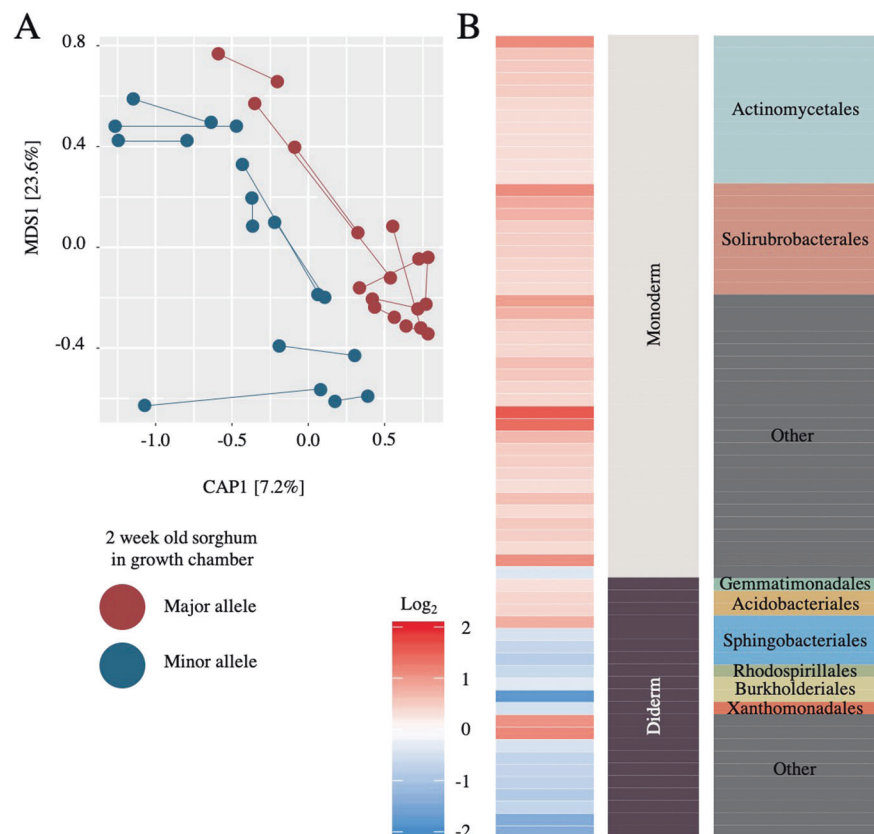 A
0.8
0.4
0.0
-0.4
MDS1 [23.6%]
-1.0 -0.5 0.0 0.5
CAP1 [7.2%]
2 week old sorghum
in growth chamber
Major allele
Minor allele
B
Log2
2
1
0
-1
-2
Monoderm
Diderm
Actinomycetales
Solirubrobacterales
Other
Gemmatimonadales
Acidobacteriales
Sphingobacteriales
Rhodospirillales
Burkholderiales
Xanthomonadales
Other